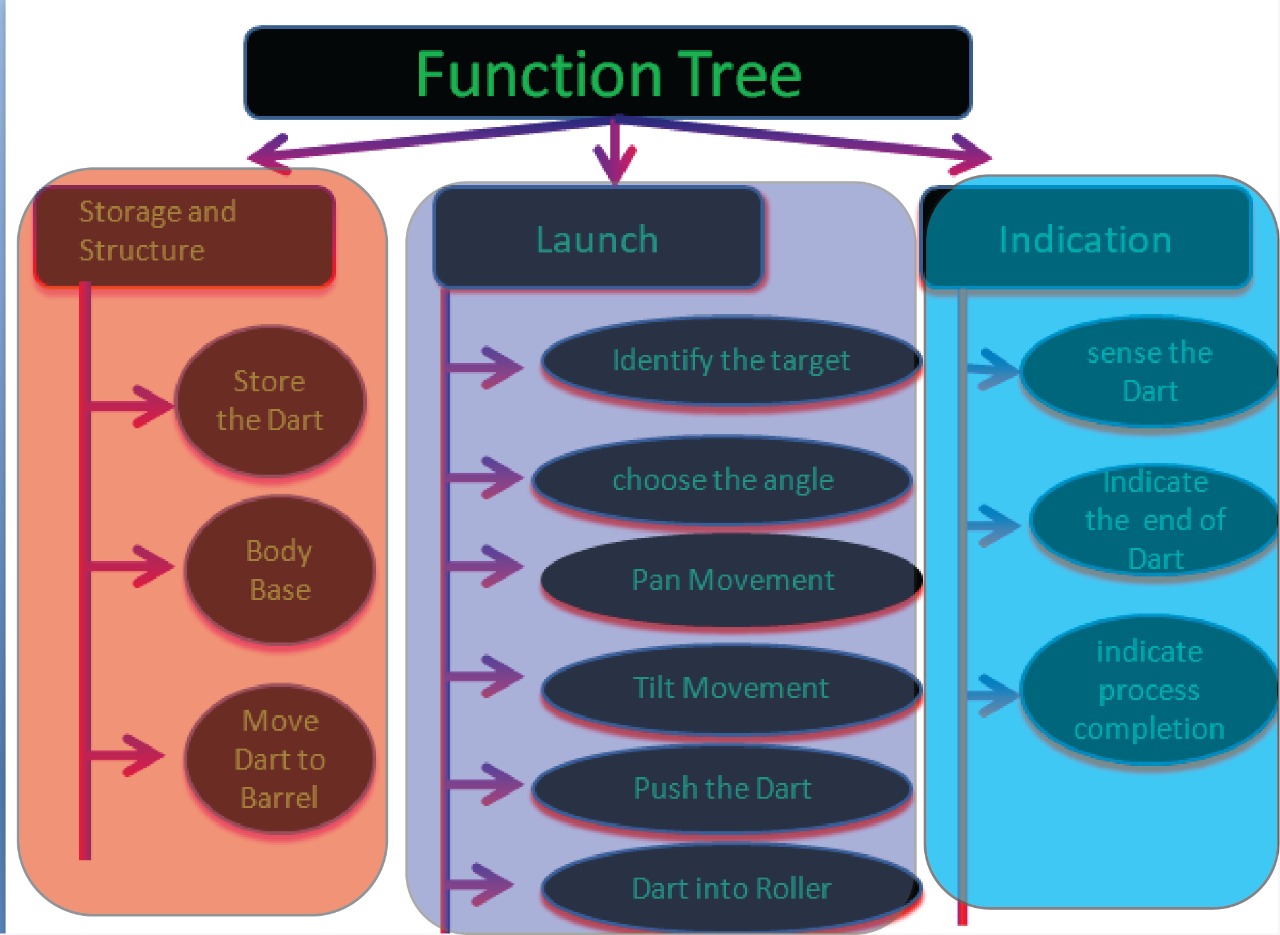 Function Tree
Storage and
Structure
Store
the Dart
Body
Base
Move
Dart to
Barrel
Launch
Identify the target
choose the angle
Pan Movement
Tilt Movement
Push the Dart
Dart into Roller
Indication
sense the
Dart
Indicate
the end of
Dart
indicate
process
completion